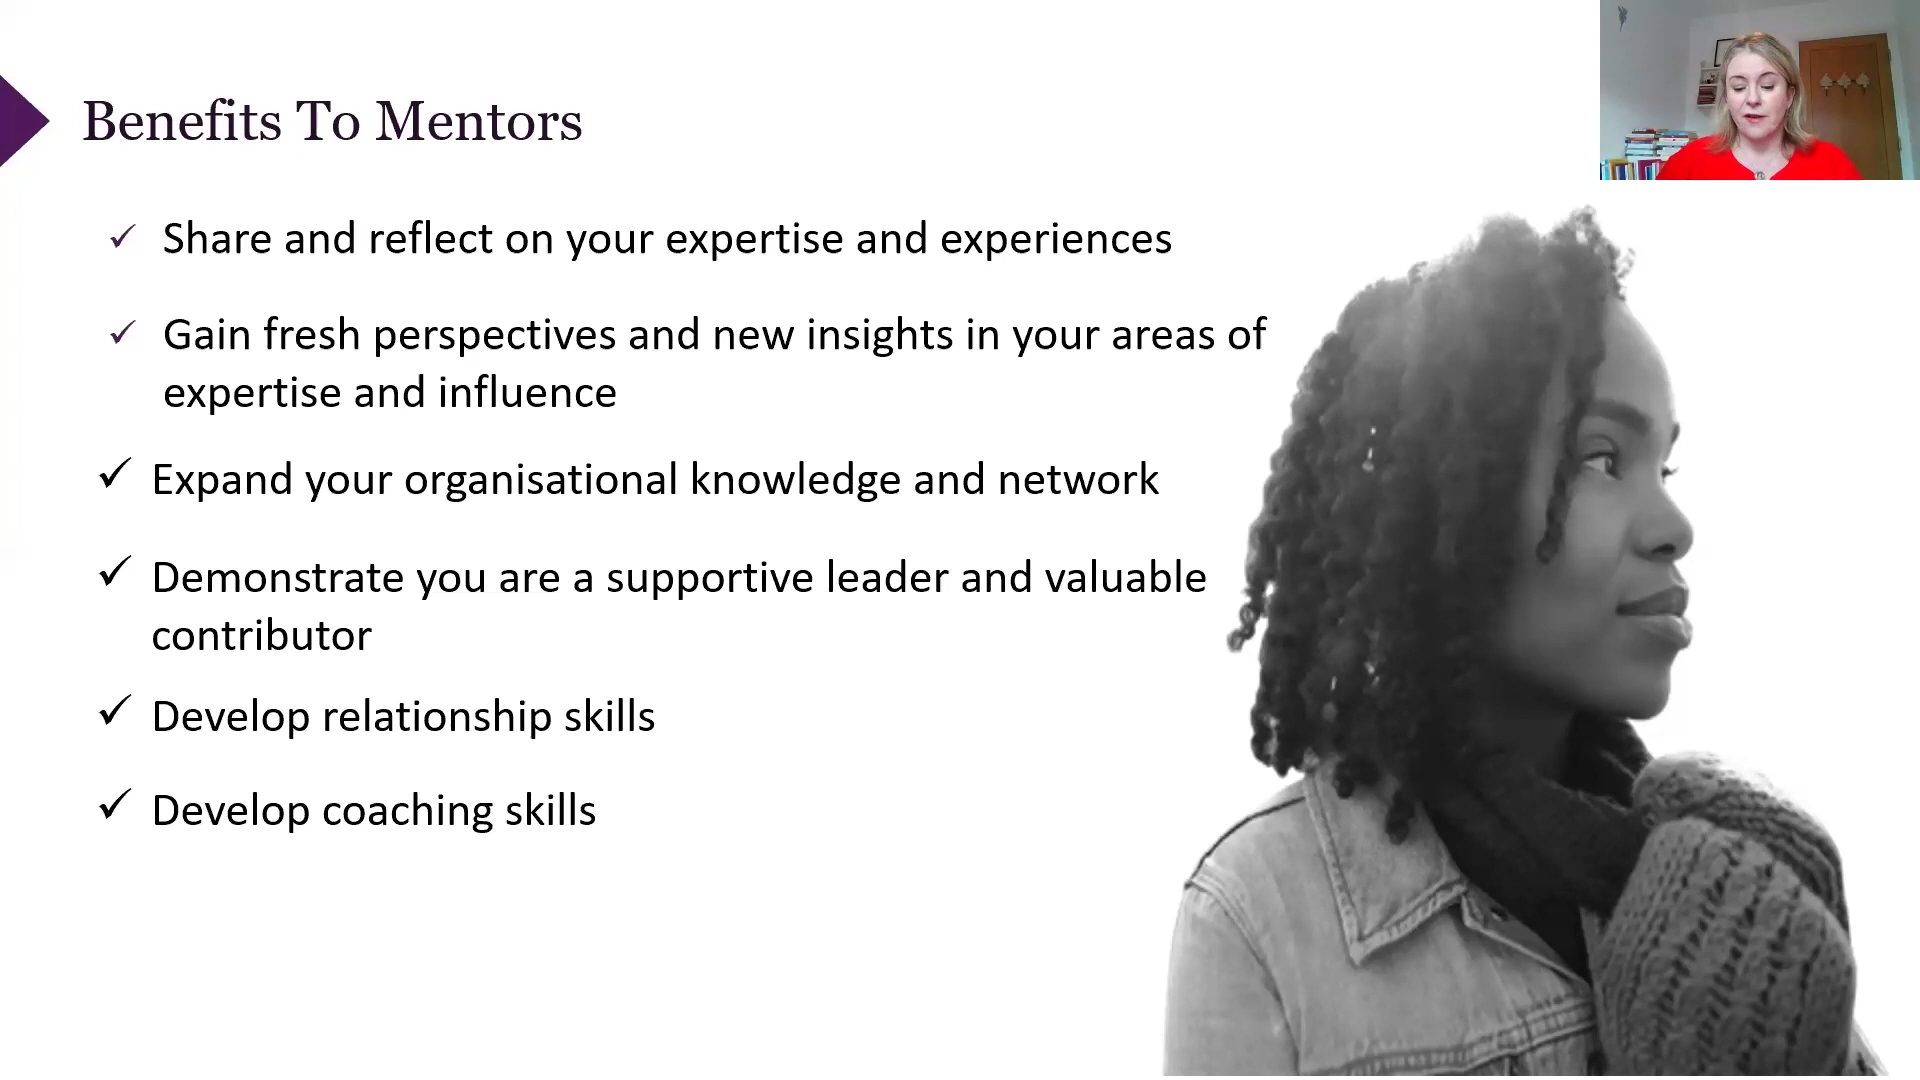 Benefits To Mentors
✓ Share and reflect on your expertise and experiences
✓ Gain fresh perspectives and new insights in your areas of
expertise and influence
✓ Expand your organisational knowledge and network
✓ Demonstrate you are a supportive leader and valuable
contributor
✓ Develop relationship skills
✓ Develop coaching skills